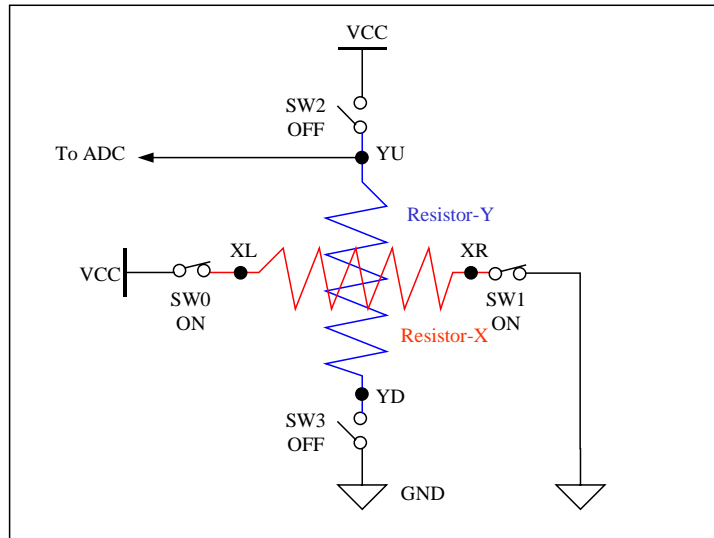 VCC
SW2
OFF
To ADC
YU
Resistor-Y
XL
XR
VCC
SW0
ON
SW1
ON
Resistor-X
YD
SW3
OFF
GND